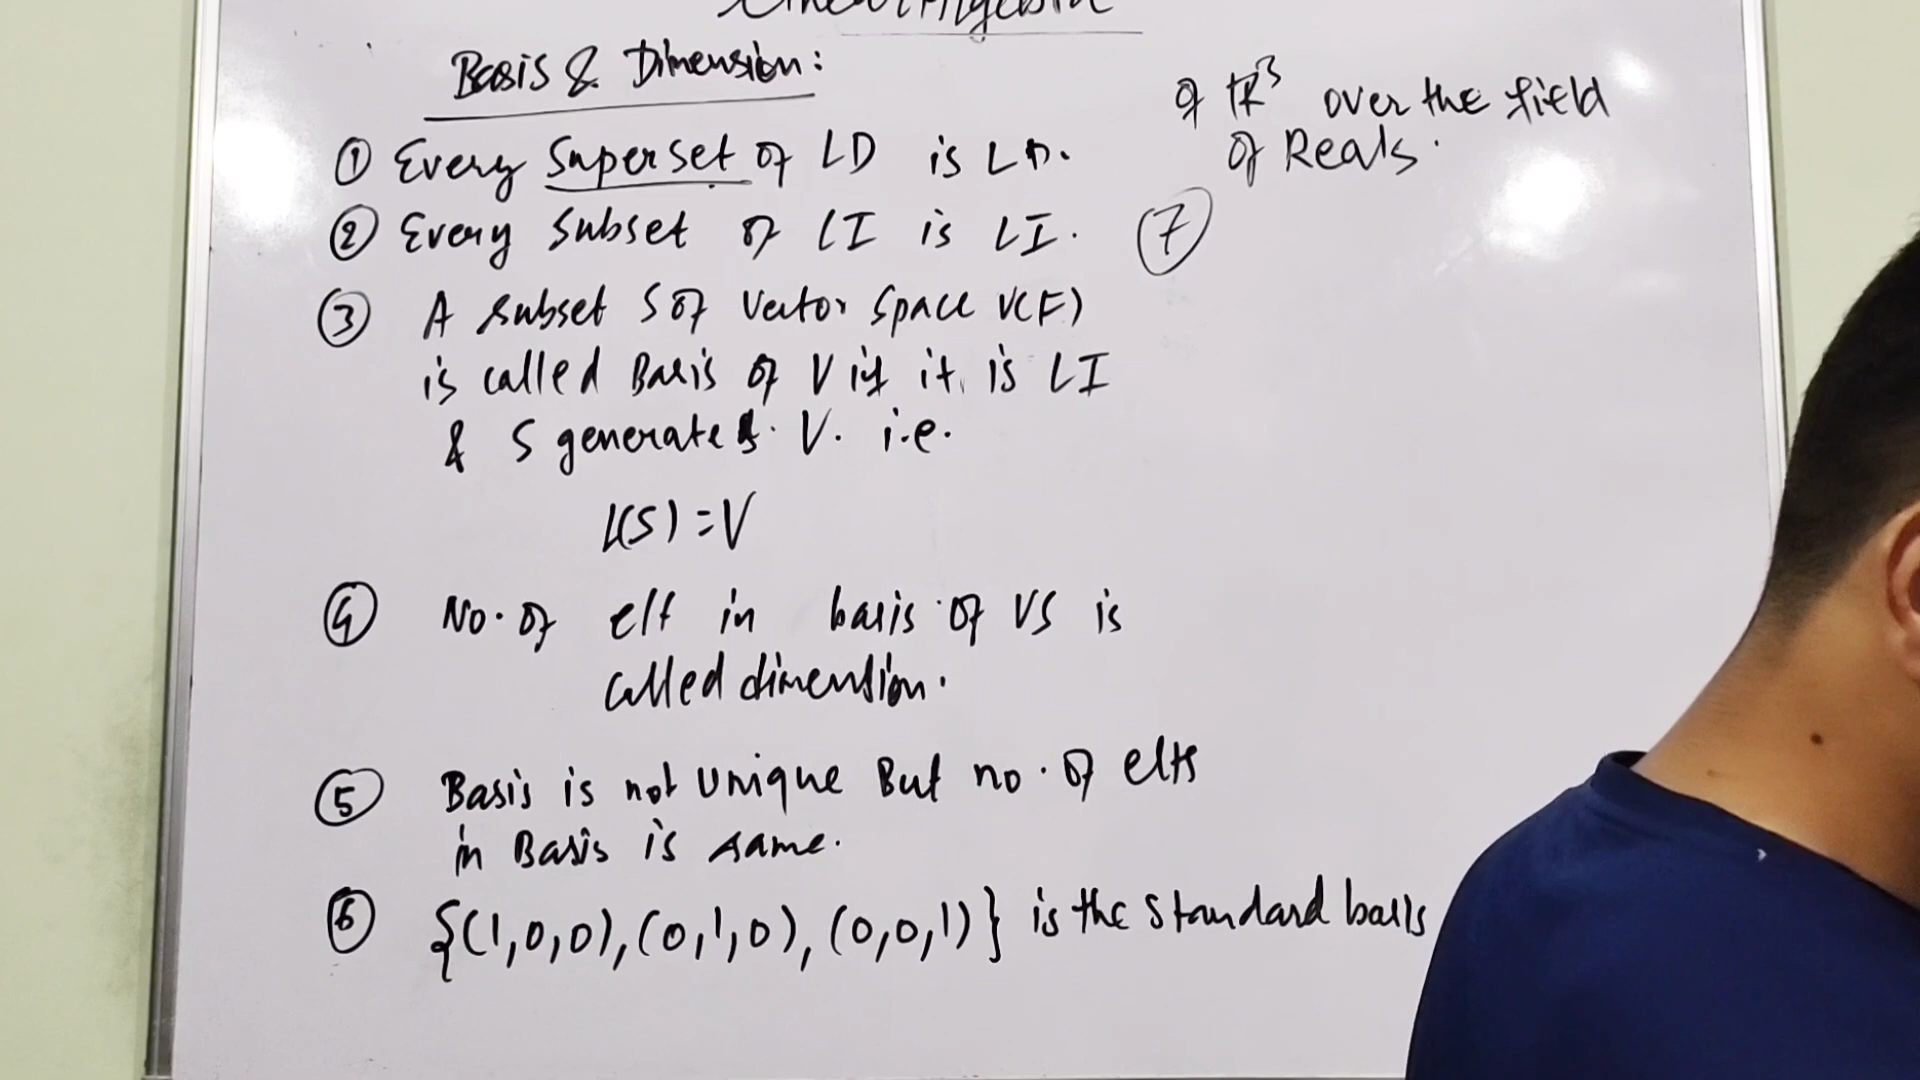 Linear Algebra
Basis & Dimension:
① Every Superset of LD is LD.
② Every Subset of LI is LI.
③ A subset S of Vector Space V(F)
is called Basis of V if it is LI
& S generates V. i.e.
L(S) = V
④ No. of elt in basis of VS is
called dimension.
⑤ Basis is not Unique But no. of elts
in Basis is same.
⑥ {(1,0,0), (0,1,0), (0,0,1)} is the Standard basis
of ℝ³ over the field
of Reals.
⑦